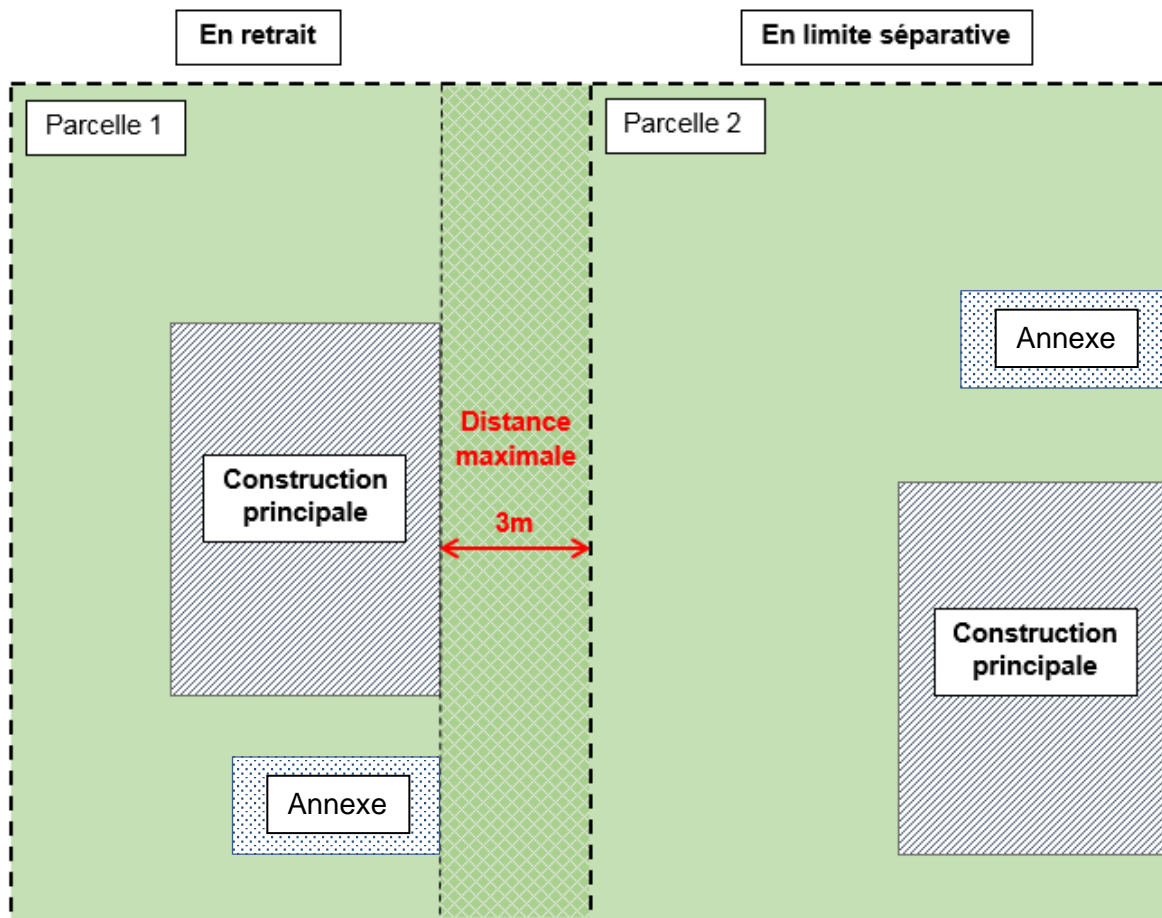 En retrait
En limite séparative
Parcelle 1
Parcelle 2
Annexe
Distance
maximale
3m
Construction
principale
Construction
principale
Annexe